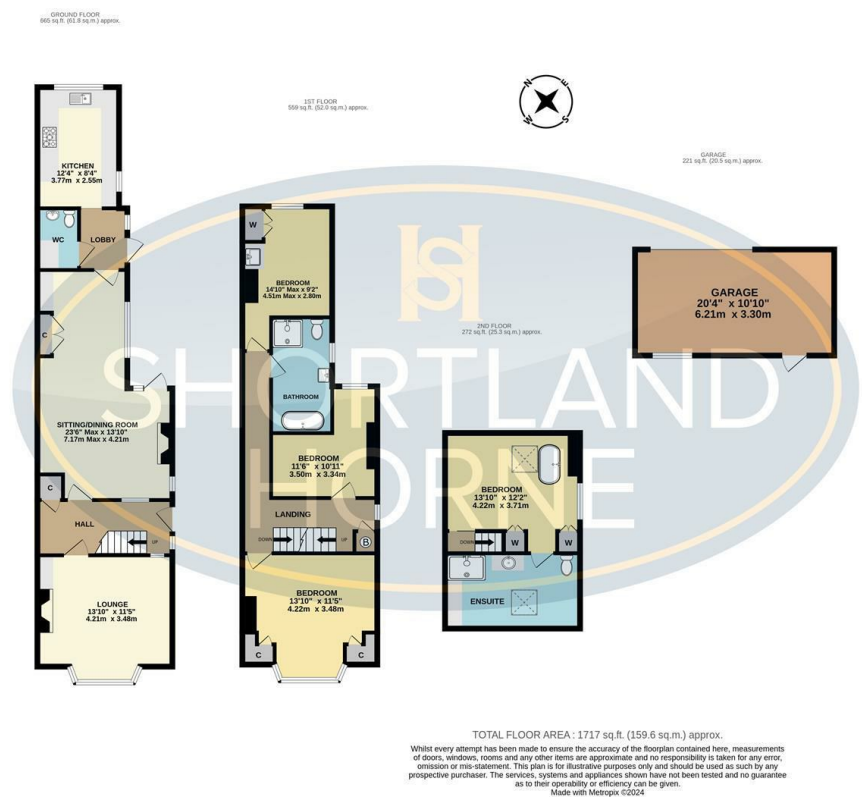 GROUND FLOOR
665 sq.ft. (61.8 sq.m.) approx.
1ST FLOOR
559 sq.ft. (52.0 sq.m.) approx.
N
E
W
S
GARAGE
221 sq.ft. (20.5 sq.m.) approx.
KITCHEN
12'4" x 8'4"
3.77m x 2.55m
WC
LOBBY
C
SITTING/DINING ROOM
23'6" Max x 13'10"
7.17m Max x 4.21m
C
HALL
UP
LOUNGE
13'10" x 11'5"
4.21m x 3.48m
W
BEDROOM
14'10" Max x 9'2"
4.51m Max x 2.80m
BATHROOM
BEDROOM
11'6" x 10'11"
3.50m x 3.34m
LANDING
DOWN
UP
B
BEDROOM
13'10" x 11'5"
4.22m x 3.48m
C
C
GARAGE
20'4" x 10'10"
6.21m x 3.30m
2ND FLOOR
272 sq.ft. (25.3 sq.m.) approx.
BEDROOM
13'10" x 12'2"
4.22m x 3.71m
DOWN
W
W
ENSUITE
SH
SHORTLAND
HORNE
TOTAL FLOOR AREA : 1717 sq.ft. (159.6 sq.m.) approx.
Whilst every attempt has been made to ensure the accuracy of the floorplan contained here, measurements
of doors, windows, rooms and any other items are approximate and no responsibility is taken for any error,
omission or mis-statement. This plan is for illustrative purposes only and should be used as such by any
prospective purchaser. The services, systems and appliances shown have not been tested and no guarantee
as to their operability or efficiency can be given.
Made with Metropix ©2024